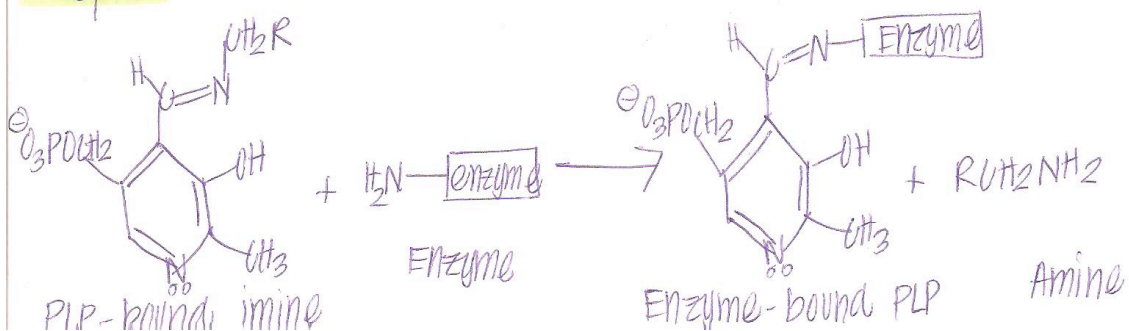 CH2R
H
C=N
⊖O3POCH2
OH
CH3
N
+ H2N-enzyme
Enzyme
PLP-bound imine
H
C=N-Enzyme
⊖O3POCH2
OH
CH3
N
+ RCH2NH2
Enzyme-bound PLP
Amine